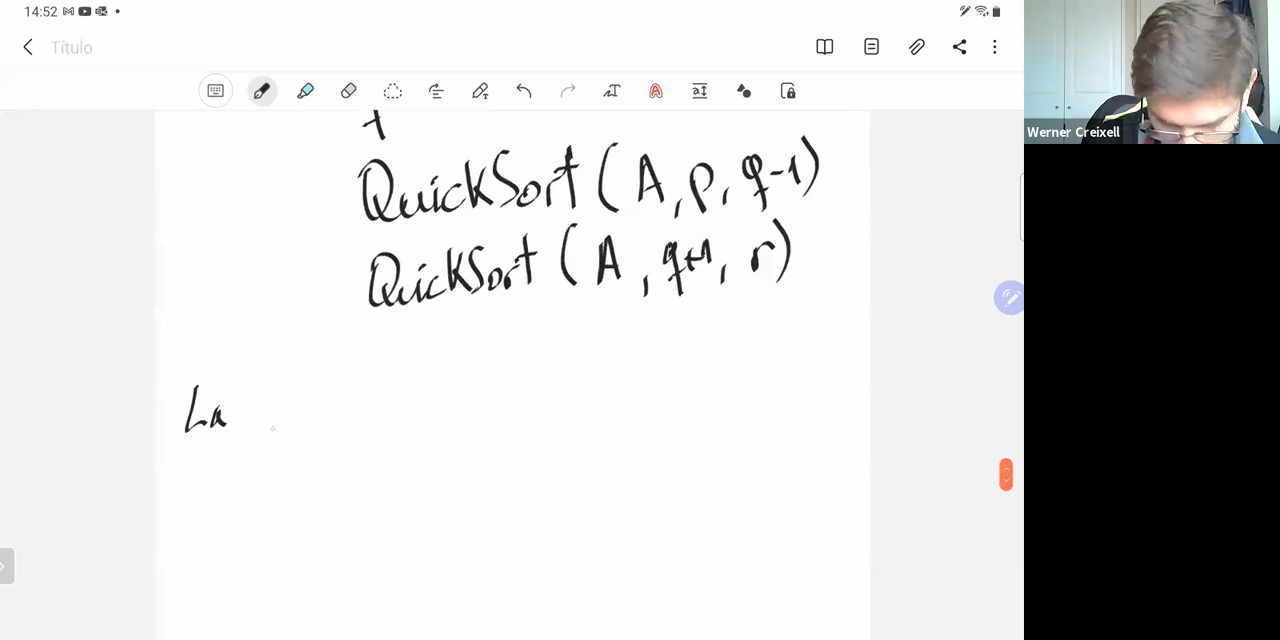 14:52
Título
Werner Creixell
QuickSort (A, p, q-1)
QuickSort (A, q+1, r)
La